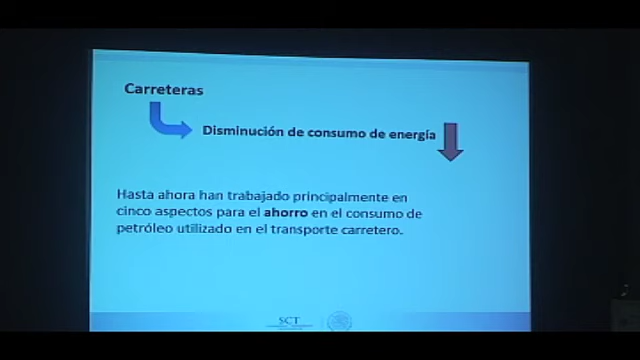 Carreteras
Disminución de consumo de energía
Hasta ahora han trabajado principalmente en
cinco aspectos para el ahorro en el consumo de
petróleo utilizado en el transporte carretero.
SCT